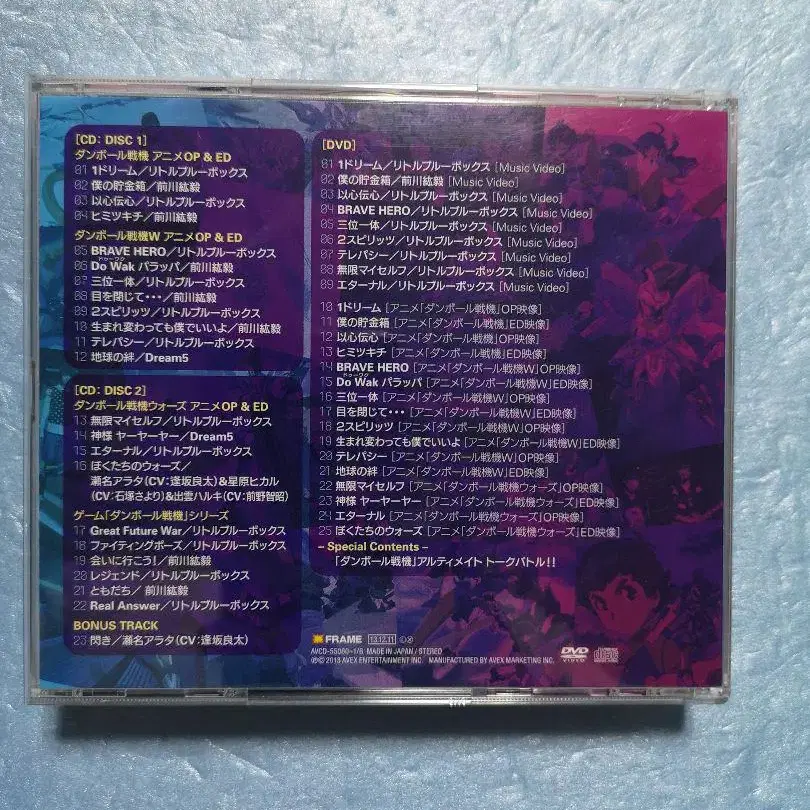 [CD: DISC 1]
ダンボール戦機 アニメOP & ED
01 1ドリーム／リトルブルーボックス
02 僕の貯金箱／前川紘毅
03 以心伝心／リトルブルーボックス
04 ヒミツキチ／前川紘毅
ダンボール戦機W アニメOP & ED
05 BRAVE HERO／リトルブルーボックス
ドゥーワク
06 Do Wak パラッパ／前川紘毅
07 三位一体／リトルブルーボックス
08 目を閉じて・・・／前川紘毅
09 2スピリッツ／リトルブルーボックス
10 生まれ変わっても僕でいいよ／前川紘毅
11 テレパシー／リトルブルーボックス
12 地球の絆／Dream5
[CD: DISC 2]
ダンボール戦機ウォーズ アニメOP & ED
13 無限マイセルフ／リトルブルーボックス
14 神様 ヤーヤーヤー／Dream5
15 エターナル／リトルブルーボックス
16 ぼくたちのウォーズ／
瀬名アラタ(CV:逢坂良太)&星原ヒカル
(CV:石塚さより)&出雲ハルキ(CV:前野智昭)
ゲーム「ダンボール戦機」シリーズ
17 Great Future War／リトルブルーボックス
18 ファイティングポーズ／リトルブルーボックス
19 会いに行こう!／前川紘毅
20 レジェンド／リトルブルーボックス
21 ともだち／前川紘毅
22 Real Answer／リトルブルーボックス
BONUS TRACK
23 閃き／瀬名アラタ(CV:逢坂良太)
[DVD]
01 1ドリーム／リトルブルーボックス [Music Video]
02 僕の貯金箱／前川紘毅 [Music Video]
03 以心伝心／リトルブルーボックス [Music Video]
04 BRAVE HERO／リトルブルーボックス [Music Video]
05 三位一体／リトルブルーボックス [Music Video]
06 2スピリッツ／リトルブルーボックス [Music Video]
07 テレパシー／リトルブルーボックス [Music Video]
08 無限マイセルフ／リトルブルーボックス [Music Video]
09 エターナル／リトルブルーボックス [Music Video]
10 1ドリーム [アニメ「ダンボール戦機」OP映像]
11 僕の貯金箱 [アニメ「ダンボール戦機」ED映像]
12 以心伝心 [アニメ「ダンボール戦機」OP映像]
13 ヒミツキチ [アニメ「ダンボール戦機」ED映像]
14 BRAVE HERO [アニメ「ダンボール戦機W」OP映像]
ドゥーワク
15 Do Wak パラッパ [アニメ「ダンボール戦機W」ED映像]
16 三位一体 [アニメ「ダンボール戦機W」OP映像]
17 目を閉じて・・・ [アニメ「ダンボール戦機W」ED映像]
18 2スピリッツ [アニメ「ダンボール戦機W」OP映像]
19 生まれ変わっても僕でいいよ [アニメ「ダンボール戦機W」ED映像]
20 テレパシー [アニメ「ダンボール戦機W」OP映像]
21 地球の絆 [アニメ「ダンボール戦機W」ED映像]
22 無限マイセルフ [アニメ「ダンボール戦機ウォーズ」OP映像]
23 神様 ヤーヤーヤー [アニメ「ダンボール戦機ウォーズ」ED映像]
24 エターナル [アニメ「ダンボール戦機ウォーズ」OP映像]
25 ぼくたちのウォーズ [アニメ「ダンボール戦機ウォーズ」ED映像]
– Special Contents –
「ダンボール戦機」アルティメイト トークバトル!!
FRAME 13.12.11
AVCD-55060~1/B MADE IN JAPAN / STEREO
℗© 2013 AVEX ENTERTAINMENT INC. MANUFACTURED BY AVEX MARKETING INC.
DVD VIDEO